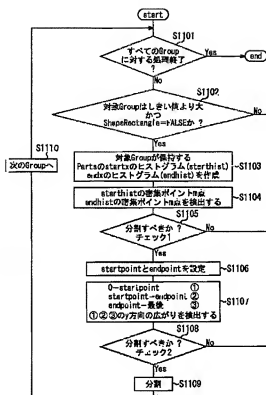 start
S1101
すべてのGroup
に対する処理終了
?
Yes
end
No
S1102
対象Groupはしきい値より大
かつ
ShapeRectangle=FALSEか ?
No
Yes
S1110
次のGroupへ
対象Groupが保持する
Partsのstartxのヒストグラム(starthist)
endxのヒストグラム(endhist)を作成
S1103
starthistの密集ポイントm点
endhistの密集ポイントm点を検出する
S1104
S1105
分割すべきか ?
チェック1
No
Yes
startpointとendpointを設定
S1106
0−startpoint ①
startpoint−endpoint ②
endpoint−最後 ③
①②③のy方向の広がりを検出する
S1107
S1108
分割すべきか ?
チェック2
No
Yes
分割
S1109